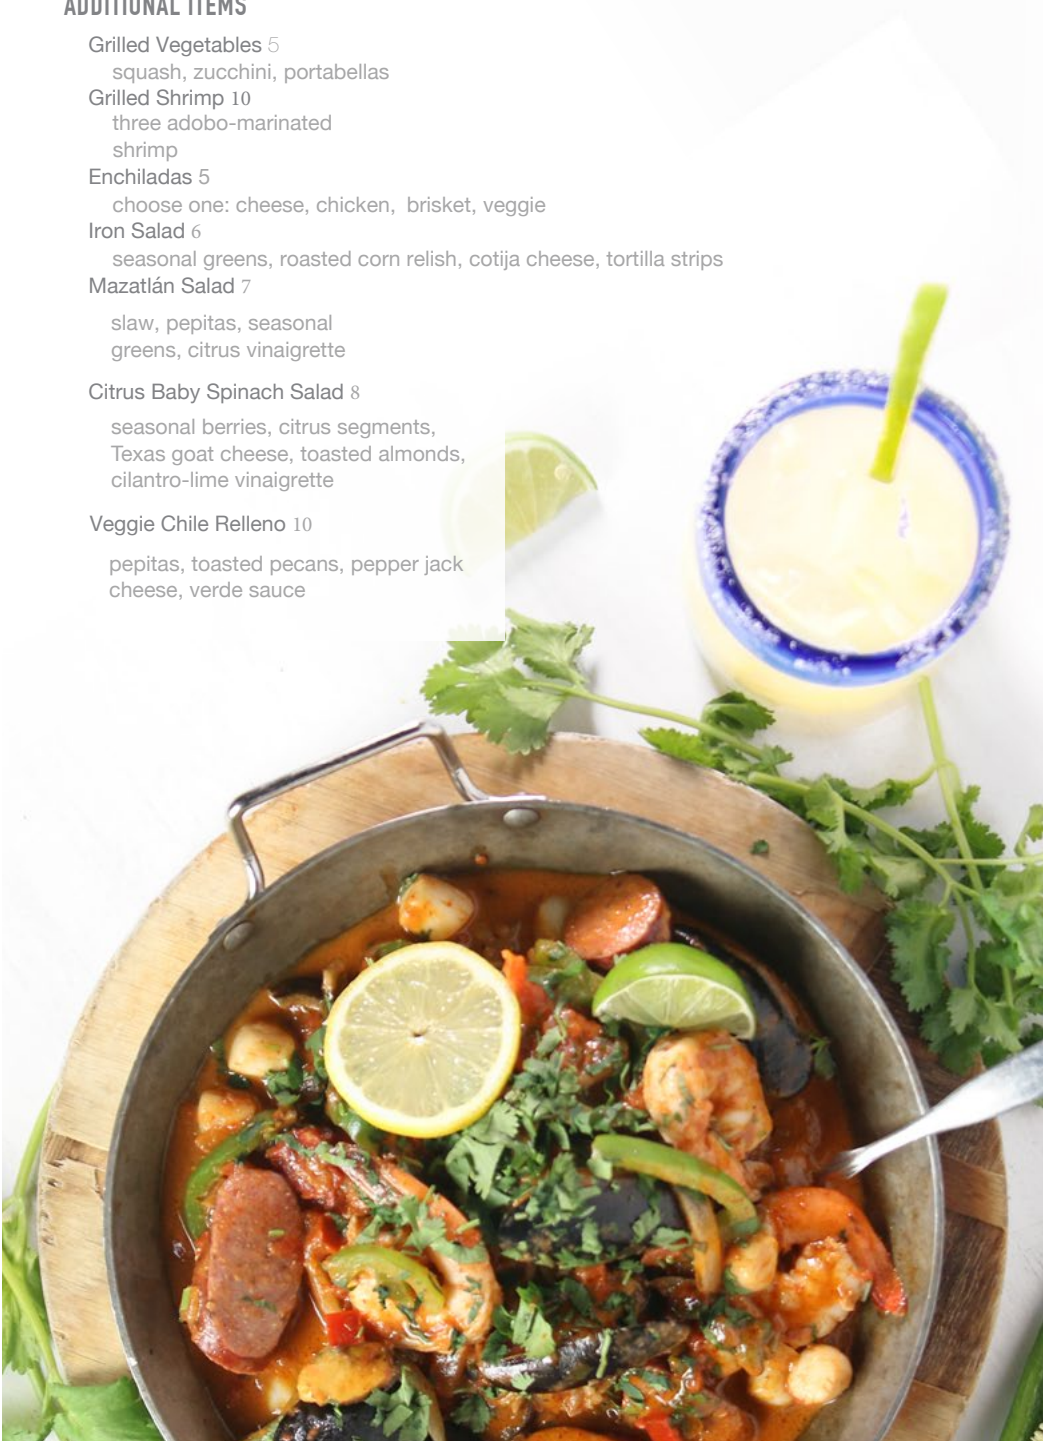 ADDITIONAL ITEMS
Grilled Vegetables 5
squash, zucchini, portabellas
Grilled Shrimp 10
three adobo-marinated
shrimp
Enchiladas 5
choose one: cheese, chicken, brisket, veggie
Iron Salad 6
seasonal greens, roasted corn relish, cotija cheese, tortilla strips
Mazatlán Salad 7
slaw, pepitas, seasonal
greens, citrus vinaigrette
Citrus Baby Spinach Salad 8
seasonal berries, citrus segments,
Texas goat cheese, toasted almonds,
cilantro-lime vinaigrette
Veggie Chile Relleno 10
pepitas, toasted pecans, pepper jack
cheese, verde sauce